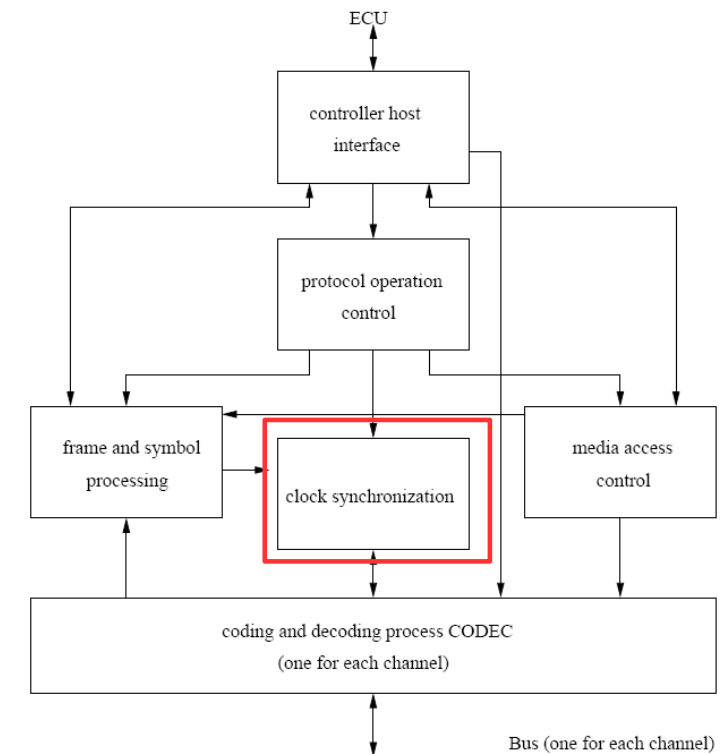 ECU
controller host
interface
protocol operation
control
frame and symbol
processing
clock synchronization
media access
control
coding and decoding process CODEC
(one for each channel)
Bus (one for each channel)